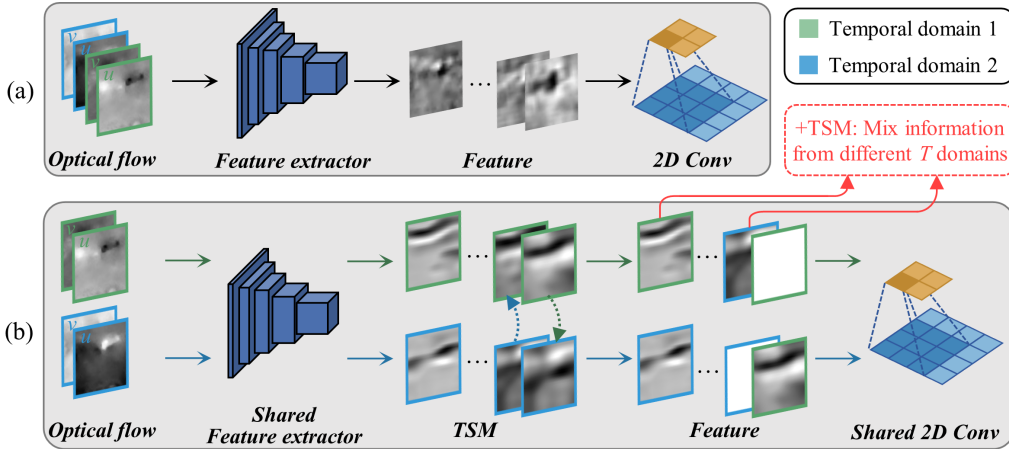 (a)
v
u
v
u
Optical flow
Feature extractor
...
Feature
2D Conv
Temporal domain 1
Temporal domain 2
+TSM: Mix information
from different T domains
(b)
v
u
v
u
Optical flow
Shared
Feature extractor
...
...
TSM
...
...
Feature
Shared 2D Conv